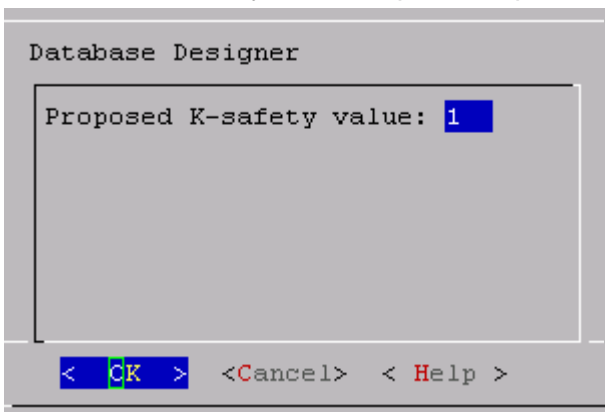 Database Designer
Proposed K-safety value: 1
< OK > <Cancel> < Help >